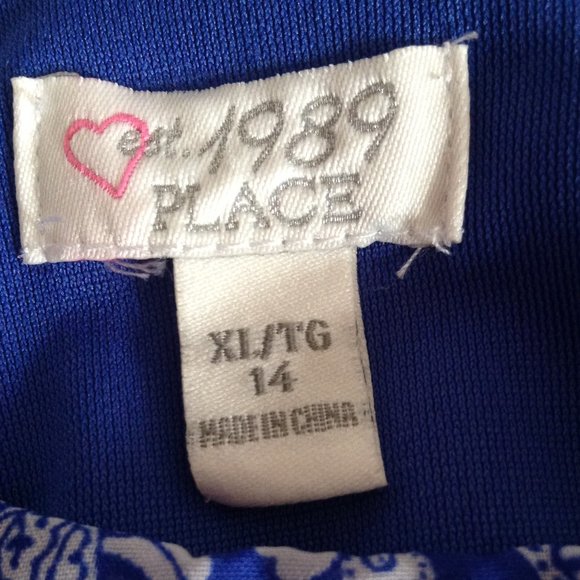 est. 1989
PLACE
XL/TG
14
MADE IN CHINA